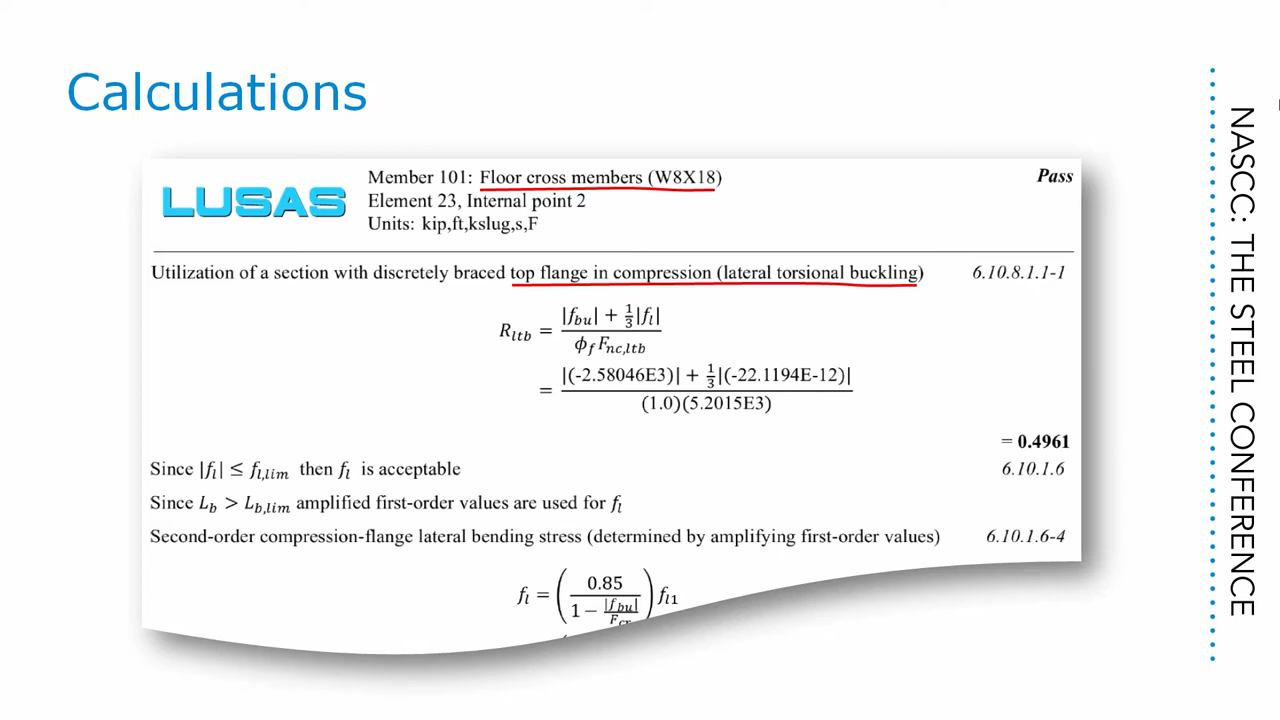 Calculations
LUSAS
Member 101: Floor cross members (W8X18)
Pass
Element 23, Internal point 2
Units: kip,ft,kslug,s,F
Utilization of a section with discretely braced top flange in compression (lateral torsional buckling) 6.10.8.1.1-1
R_ltb = (|f_bu| + 1/3|f_l|) / (ϕ_f F_nc,ltb)
= (|(-2.58046E3)| + 1/3|(-22.1194E-12)|) / ((1.0)(5.2015E3))
= 0.4961
Since |f_l| ≤ f_l,lim then f_l is acceptable 6.10.1.6
Since L_b > L_b,lim amplified first-order values are used for f_l
Second-order compression-flange lateral bending stress (determined by amplifying first-order values) 6.10.1.6-4
f_l = (0.85 / (1 − |f_bu| / F_cr)) f_l1
NASCC: THE STEEL CONFERENCE